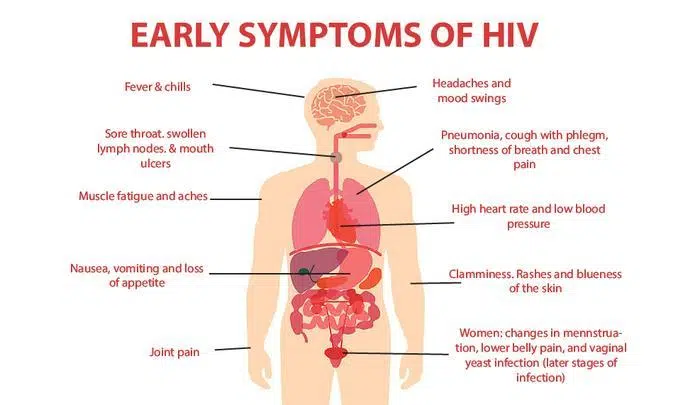 EARLY SYMPTOMS OF HIV
Fever & chills
Headaches and
mood swings
Sore throat. swollen
lymph nodes. & mouth
ulcers
Pneumonia, cough with phlegm,
shortness of breath and chest
pain
Muscle fatigue and aches
High heart rate and low blood
pressure
Nausea, vomiting and loss
of appetite
Clamminess. Rashes and blueness
of the skin
Joint pain
Women: changes in mennstrua-
tion, lower belly pain, and vaginal
yeast infection (later stages of
infection)